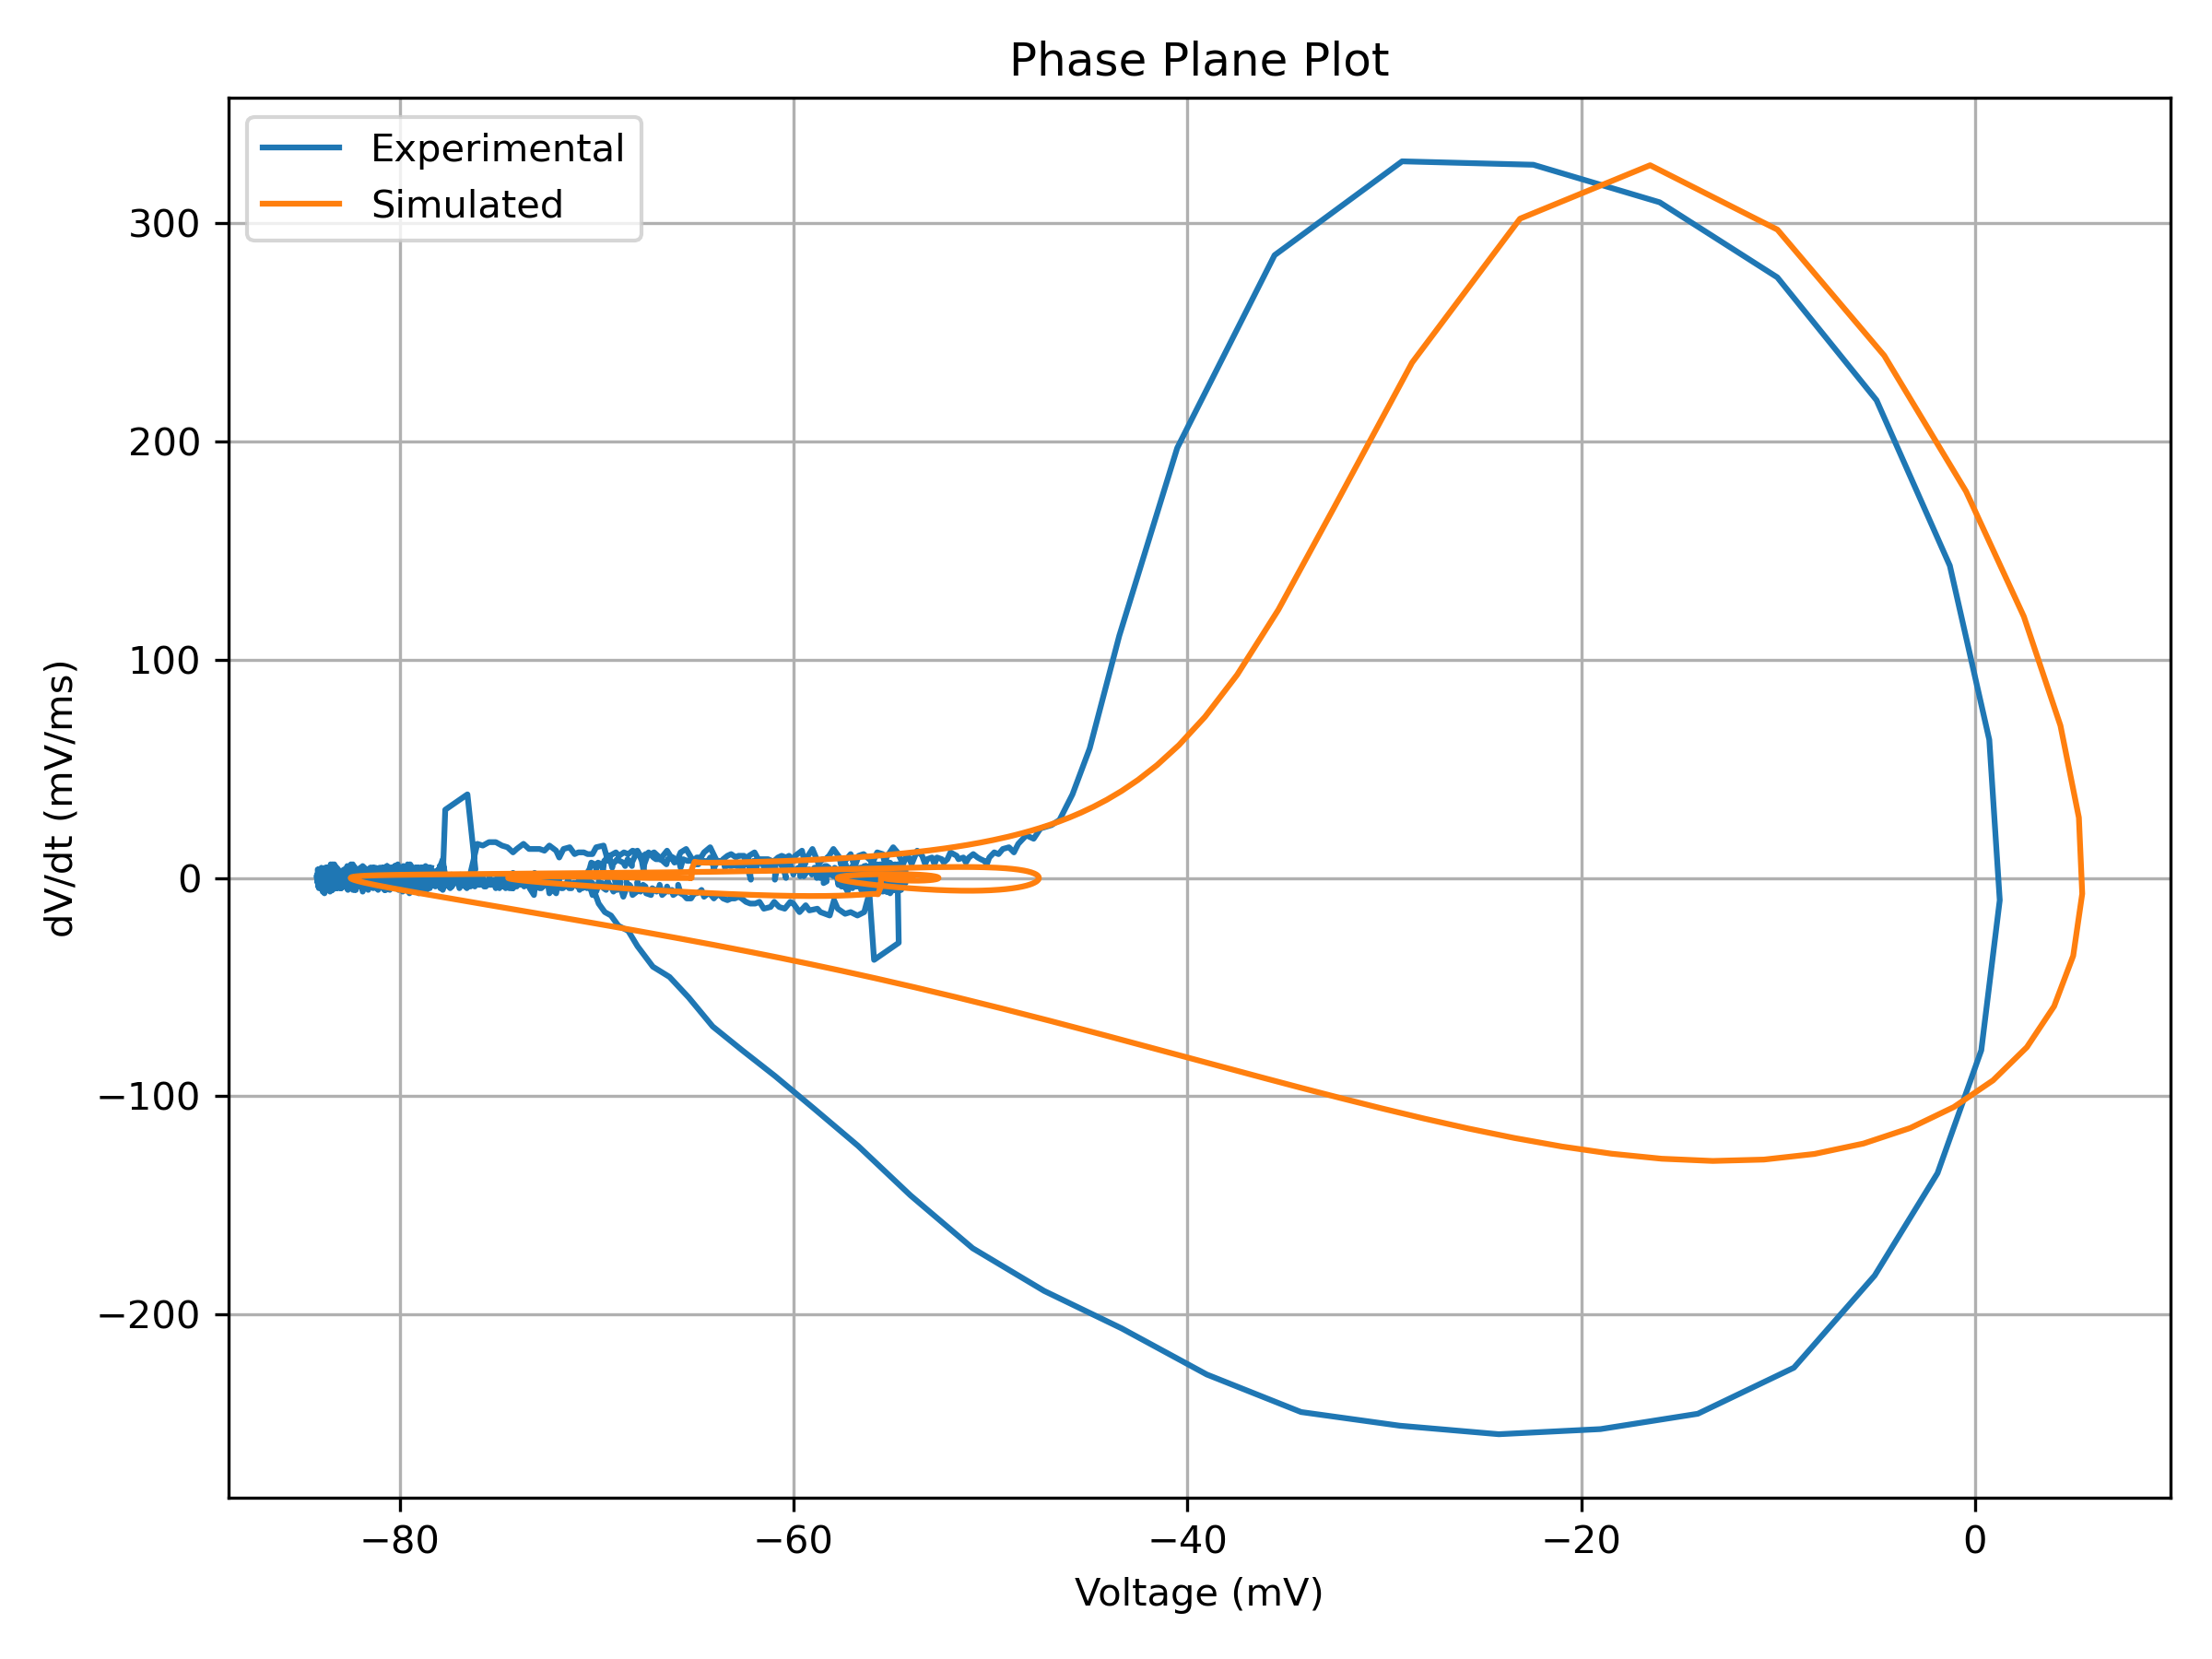 Phase Plane Plot
Experimental
Simulated
300
200
100
0
−100
−200
dV/dt (mV/ms)
−80
−60
−40
−20
0
Voltage (mV)